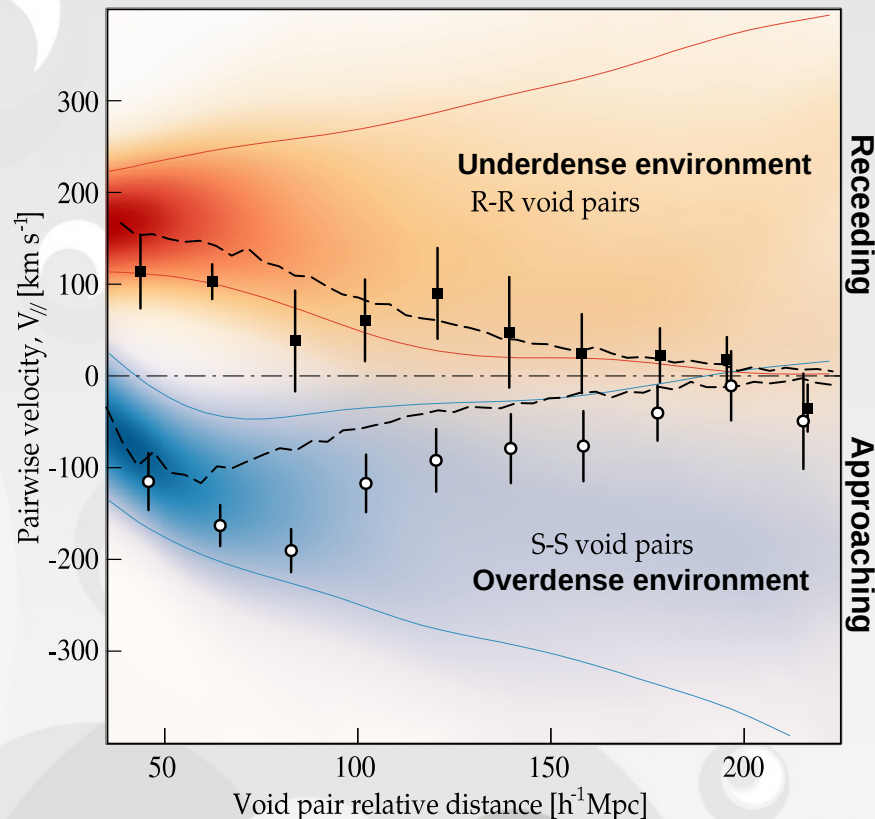 300
200
100
0
-100
-200
-300
Pairwise velocity, V// [km s-1]
Underdense environment
R-R void pairs
S-S void pairs
Overdense environment
Receeding
Approaching
50
100
150
200
Void pair relative distance [h-1Mpc]